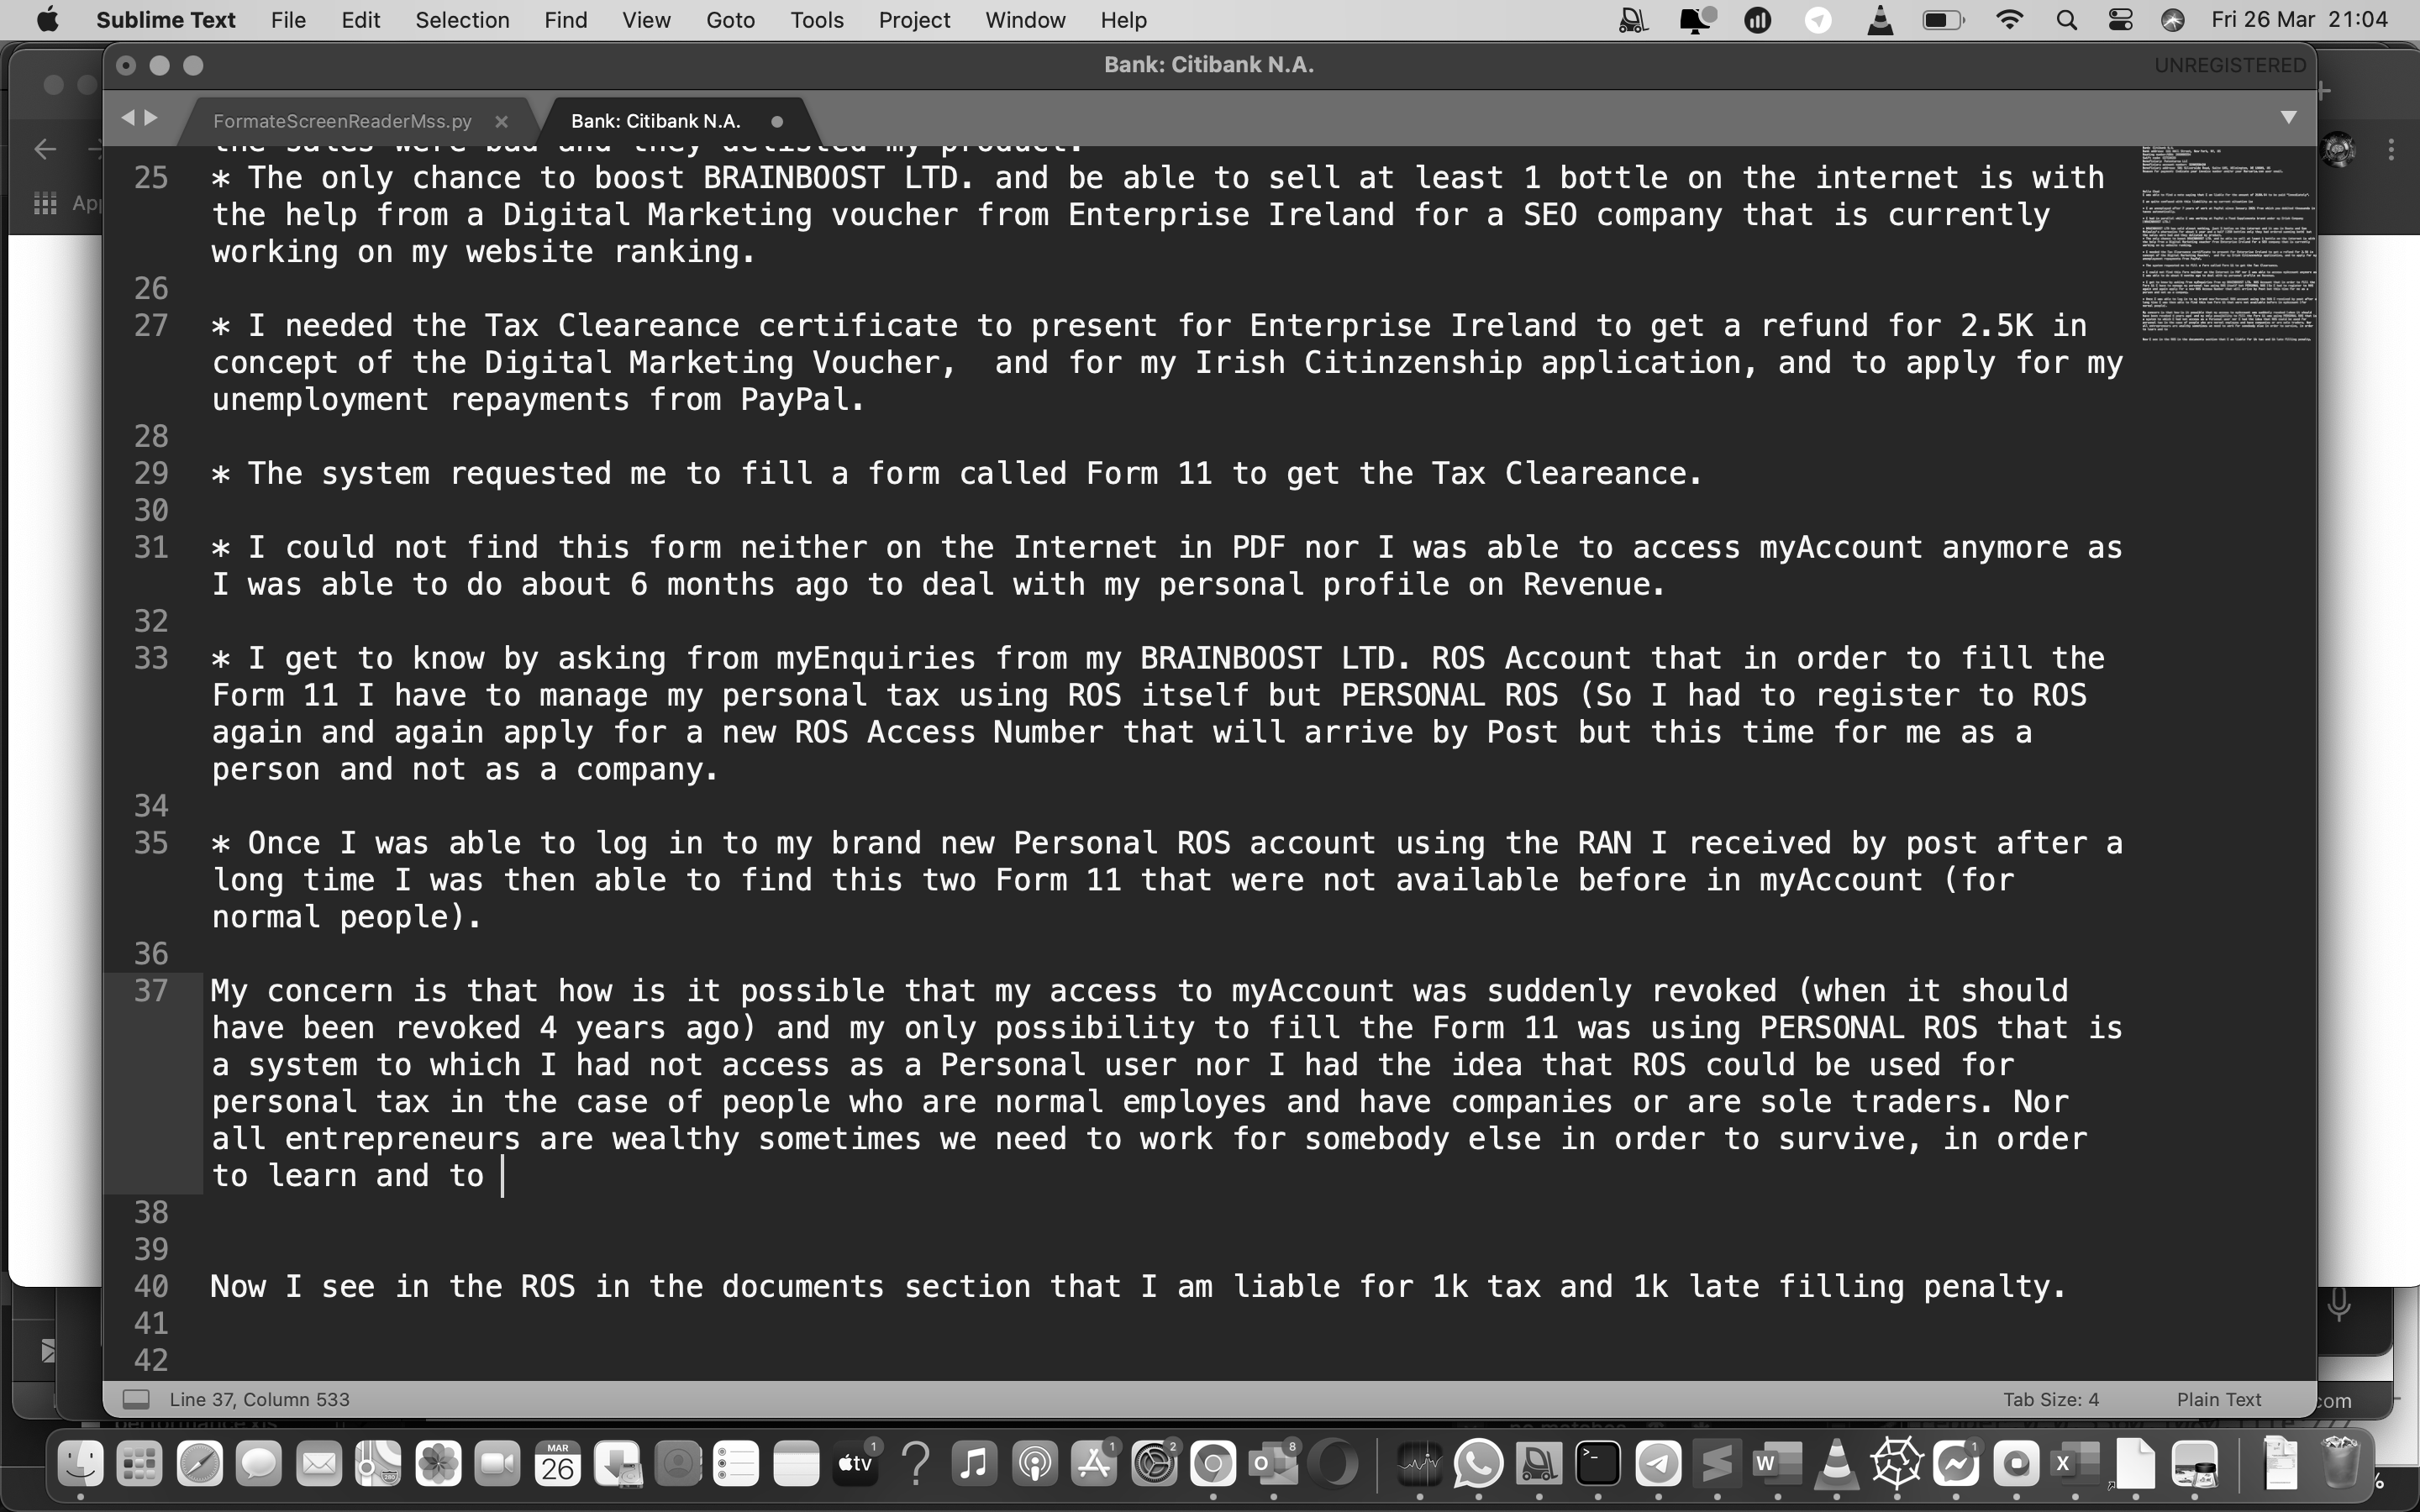 Sublime Text File Edit Selection Find View Goto Tools Project Window Help Fri 26 Mar 21:04
Bank: Citibank N.A. UNREGISTERED
FormateScreenReaderMss.py Bank: Citibank N.A.
the sales were bad and they delisted my product.
25 * The only chance to boost BRAINBOOST LTD. and be able to sell at least 1 bottle on the internet is with
the help from a Digital Marketing voucher from Enterprise Ireland for a SEO company that is currently
working on my website ranking.
26
27 * I needed the Tax Cleareance certificate to present for Enterprise Ireland to get a refund for 2.5K in
concept of the Digital Marketing Voucher,  and for my Irish Citinzenship application, and to apply for my
unemployment repayments from PayPal.
28
29 * The system requested me to fill a form called Form 11 to get the Tax Cleareance.
30
31 * I could not find this form neither on the Internet in PDF nor I was able to access myAccount anymore as
I was able to do about 6 months ago to deal with my personal profile on Revenue.
32
33 * I get to know by asking from myEnquiries from my BRAINBOOST LTD. ROS Account that in order to fill the
Form 11 I have to manage my personal tax using ROS itself but PERSONAL ROS (So I had to register to ROS
again and again apply for a new ROS Access Number that will arrive by Post but this time for me as a
person and not as a company.
34
35 * Once I was able to log in to my brand new Personal ROS account using the RAN I received by post after a
long time I was then able to find this two Form 11 that were not available before in myAccount (for
normal people).
36
37 My concern is that how is it possible that my access to myAccount was suddenly revoked (when it should
have been revoked 4 years ago) and my only possibility to fill the Form 11 was using PERSONAL ROS that is
a system to which I had not access as a Personal user nor I had the idea that ROS could be used for
personal tax in the case of people who are normal employes and have companies or are sole traders. Nor
all entrepreneurs are wealthy sometimes we need to work for somebody else in order to survive, in order
to learn and to
38
39
40 Now I see in the ROS in the documents section that I am liable for 1k tax and 1k late filling penalty.
41
42
Line 37, Column 533 Tab Size: 4 Plain Text
com
MAR
26
tv
1
1
2
8
1